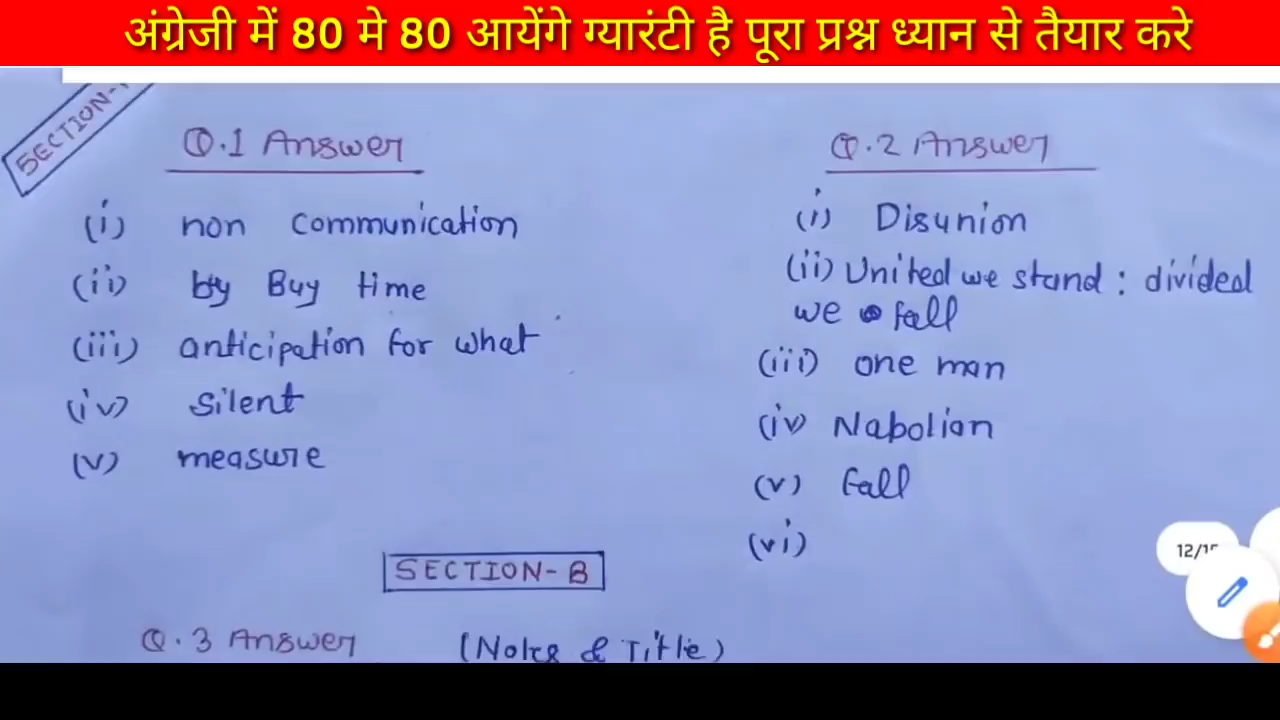 अंग्रेजी में 80 मे 80 आयेंगे ग्यारंटी है पूरा प्रश्न ध्यान से तैयार करे
SECTION-
Q.1 Answer
(i) non communication
(ii) by Buy time
(iii) anticipation for what
(iv) silent
(v) measure
Q.2 Answer
(i) Disunion
(ii) United we stand : divided
we fall
(iii) one man
(iv) Nabolian
(v) fall
(vi)
12/15
SECTION-B
Q.3 Answer (Notes & Title)